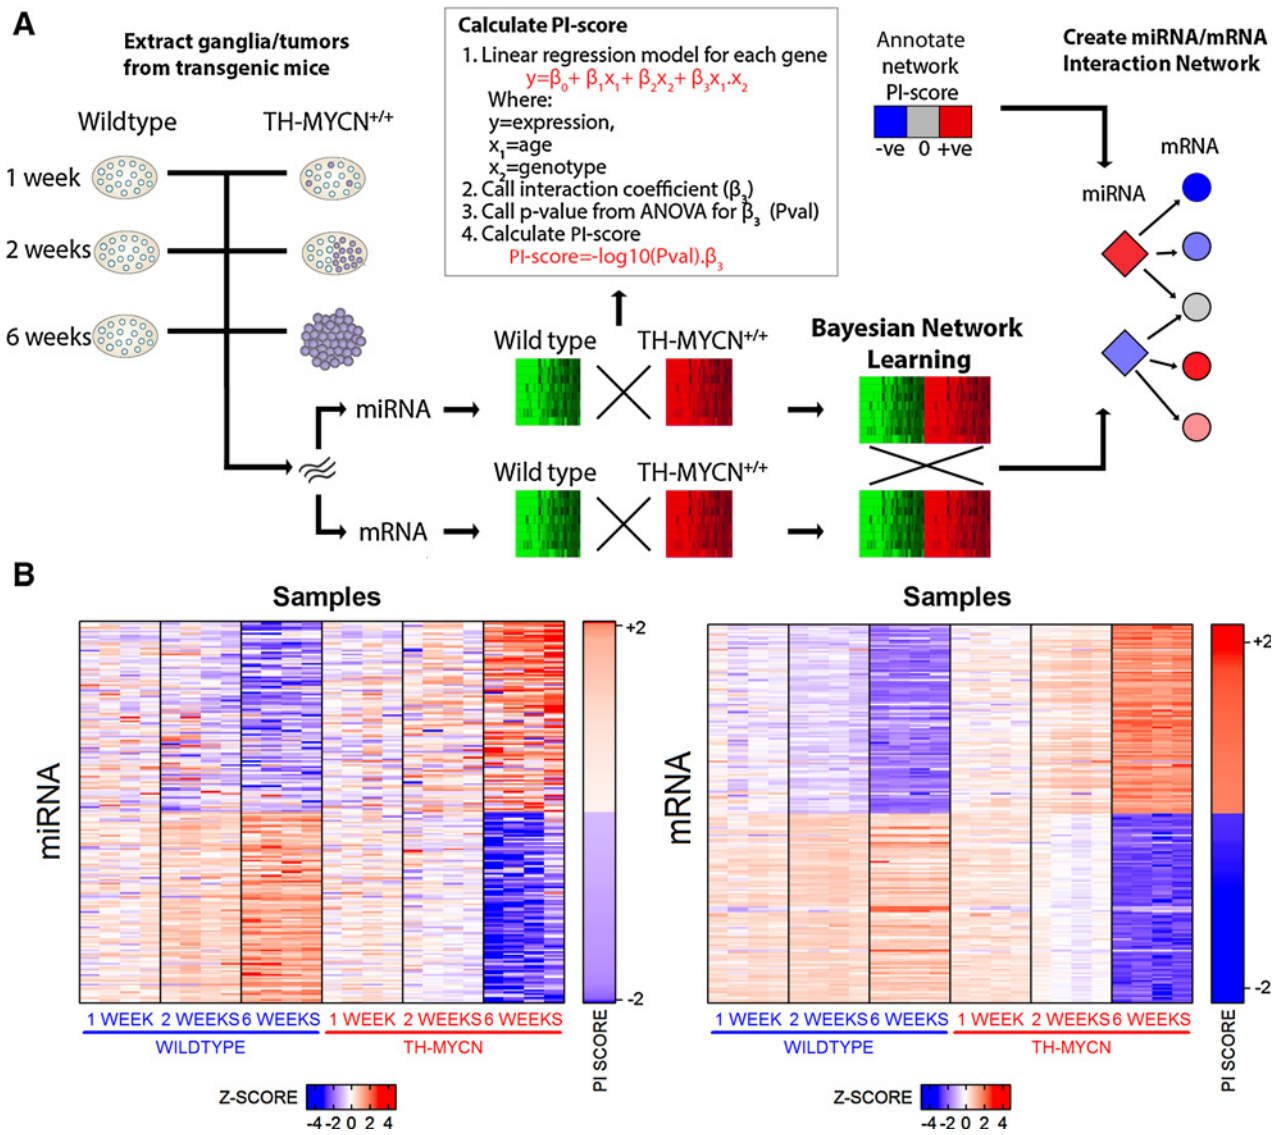 A
Extract ganglia/tumors
from transgenic mice
Wildtype
TH-MYCN+/+
1 week
2 weeks
6 weeks
Calculate PI-score
1. Linear regression model for each gene
y=β0+ β1x1+ β2x2+ β3x1.x2
Where:
y=expression,
x1=age
x2=genotype
2. Call interaction coefficient (β3)
3. Call p-value from ANOVA for β3 (Pval)
4. Calculate PI-score
PI-score=-log10(Pval).β3
Annotate
network
PI-score
-ve 0 +ve
Create miRNA/mRNA
Interaction Network
mRNA
miRNA
Wild type
TH-MYCN+/+
miRNA
Bayesian Network
Learning
Wild type
TH-MYCN+/+
mRNA
B
Samples
miRNA
+2
-2
PI SCORE
1 WEEK 2 WEEKS 6 WEEKS 1 WEEK 2 WEEKS 6 WEEKS
WILDTYPE TH-MYCN
Z-SCORE
-4 -2 0 2 4
Samples
mRNA
+2
-2
PI SCORE
1 WEEK 2 WEEKS 6 WEEKS 1 WEEK 2 WEEKS 6 WEEKS
WILDTYPE TH-MYCN
Z-SCORE
-4 -2 0 2 4